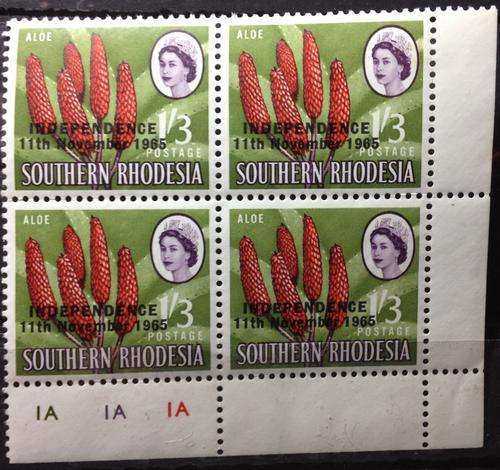 ALOE
1/3
INDEPENDENCE
11th November 1965
POSTAGE
SOUTHERN RHODESIA
ALOE
1/3
INDEPENDENCE
11th November 1965
POSTAGE
SOUTHERN RHODESIA
ALOE
1/3
INDEPENDENCE
11th November 1965
POSTAGE
SOUTHERN RHODESIA
ALOE
1/3
INDEPENDENCE
11th November 1965
POSTAGE
SOUTHERN RHODESIA
1A 1A 1A